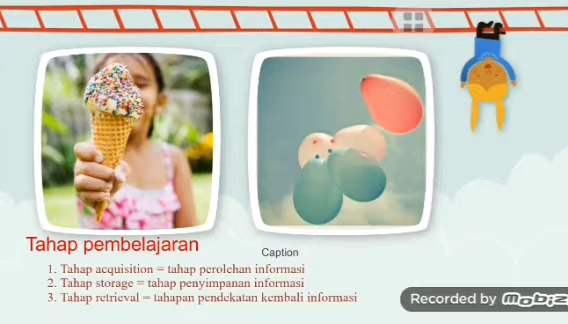 Tahap pembelajaran
Caption
1. Tahap acquisition = tahap perolehan informasi
2. Tahap storage = tahap penyimpanan informasi
3. Tahap retrieval = tahapan pendekatan kembali informasi
Recorded by